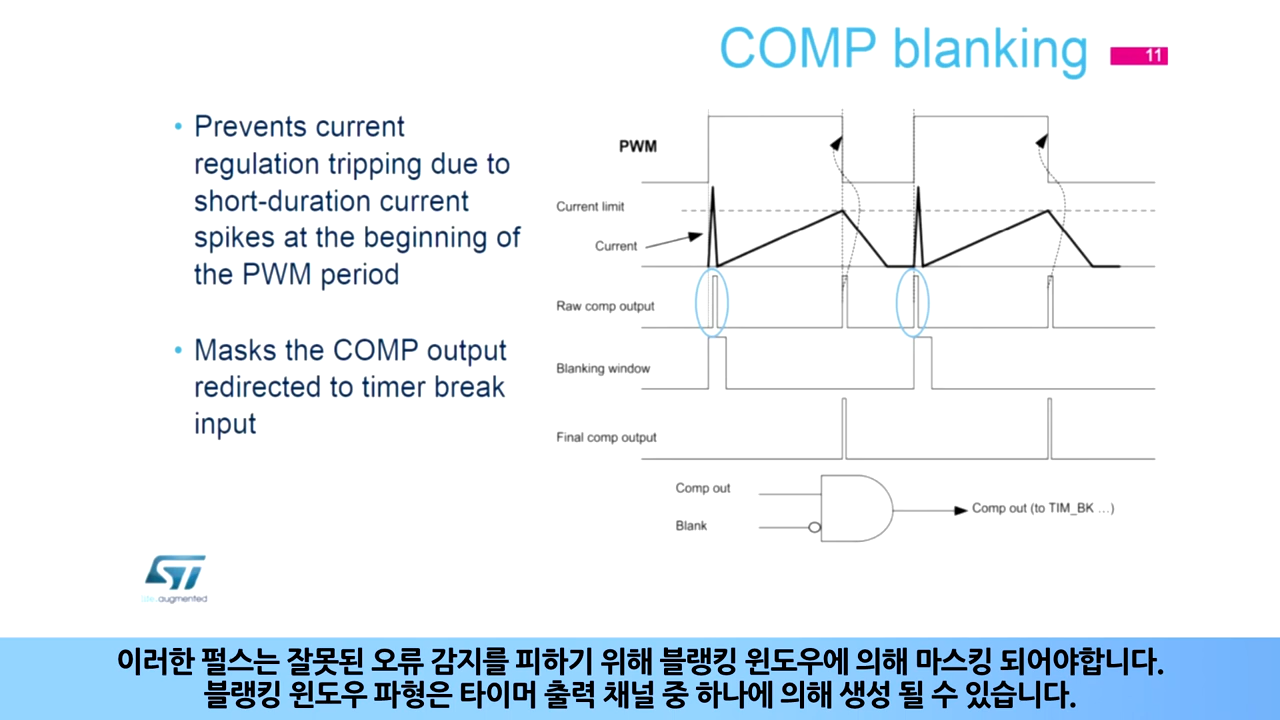 COMP blanking
11
• Prevents current
regulation tripping due to
short-duration current
spikes at the beginning of
the PWM period
• Masks the COMP output
redirected to timer break
input
PWM
Current limit
Current
Raw comp output
Blanking window
Final comp output
Comp out
Blank
Comp out (to TIM_BK ...)
ST
life.augmented
이러한 펄스는 잘못된 오류 감지를 피하기 위해 블랭킹 윈도우에 의해 마스킹 되어야합니다.
블랭킹 윈도우 파형은 타이머 출력 채널 중 하나에 의해 생성 될 수 있습니다.